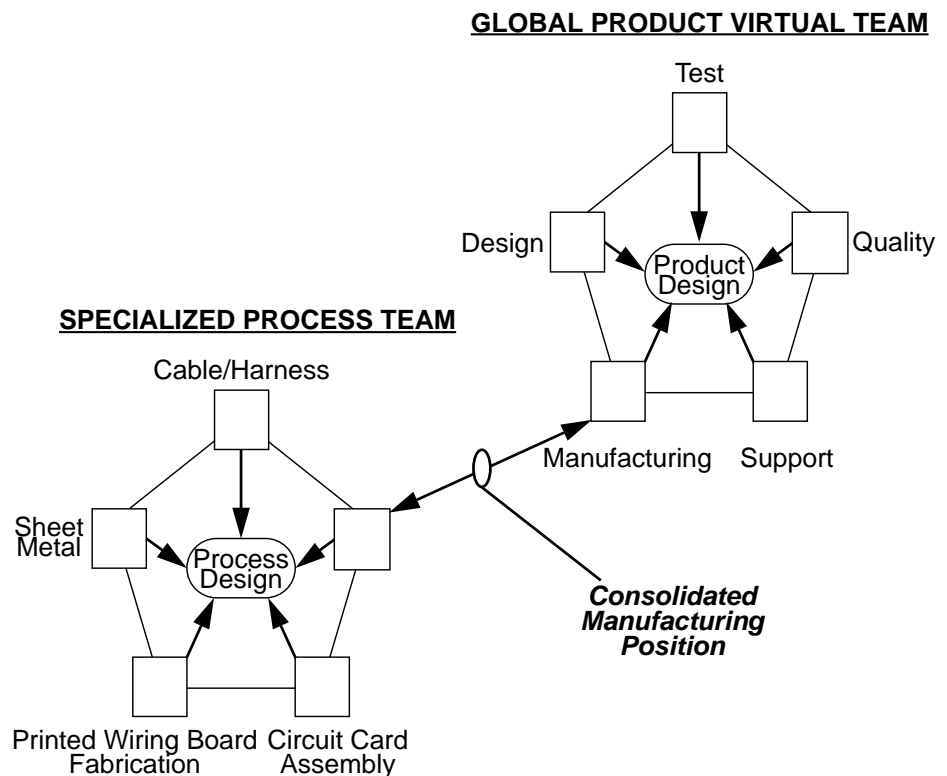 GLOBAL PRODUCT VIRTUAL TEAM
Test
Design
Quality
Product
Design
Manufacturing
Support
SPECIALIZED PROCESS TEAM
Cable/Harness
Sheet
Metal
Process
Design
Printed Wiring Board
Fabrication
Circuit Card
Assembly
Consolidated
Manufacturing
Position